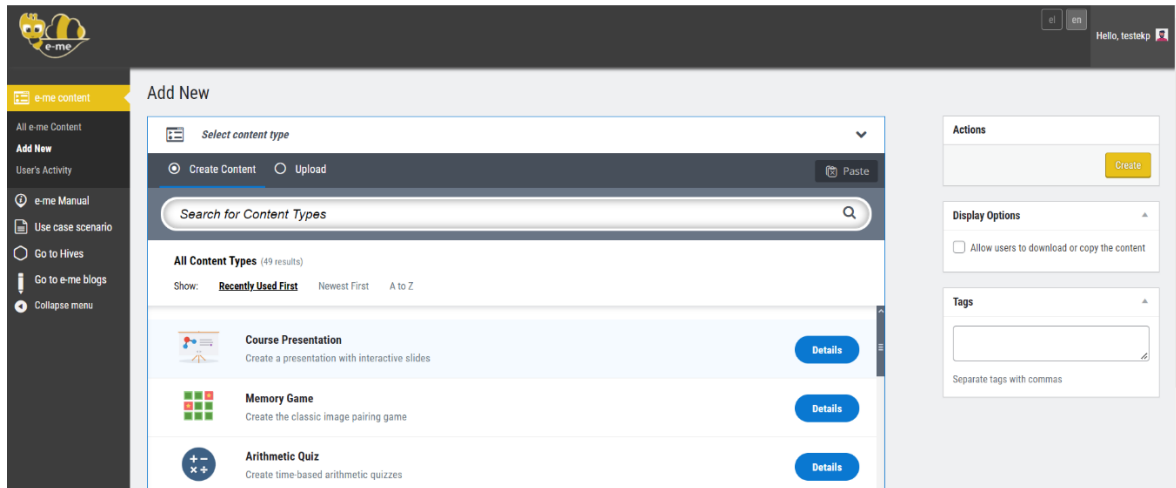 e-me
el
en
Hello, testekp
e-me content
All e-me Content
Add New
User's Activity
e-me Manual
Use case scenario
Go to Hives
Go to e-me blogs
Collapse menu
Add New
Select content type
Create Content
Upload
Paste
Search for Content Types
All Content Types (49 results)
Show: Recently Used First Newest First A to Z
Course Presentation
Create a presentation with interactive slides
Details
Memory Game
Create the classic image pairing game
Details
Arithmetic Quiz
Create time-based arithmetic quizzes
Details
Actions
Create
Display Options
Allow users to download or copy the content
Tags
Separate tags with commas